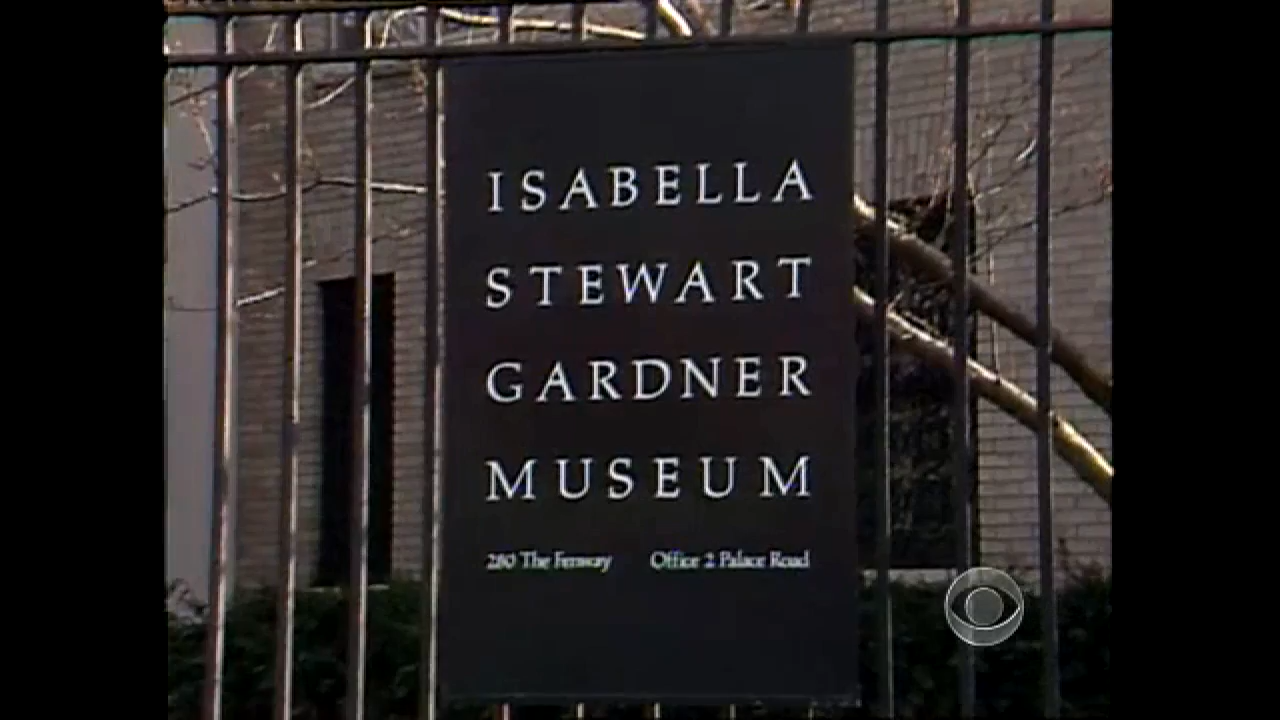 ISABELLA
STEWART
GARDNER
MUSEUM
280 The Fenway Office 2 Palace Road